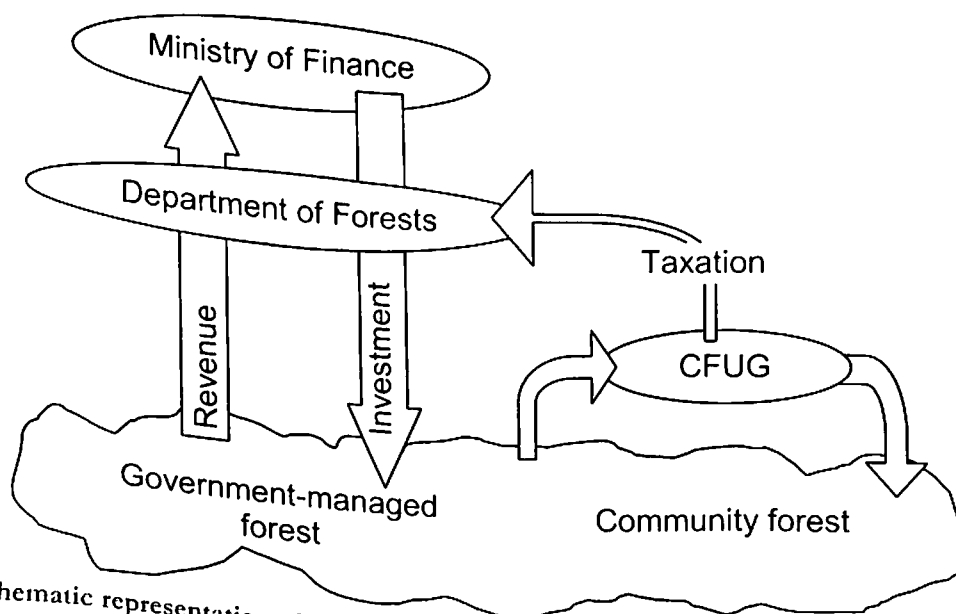 Ministry of Finance
Department of Forests
Taxation
Revenue
Investment
CFUG
Government-managed
forest
Community forest